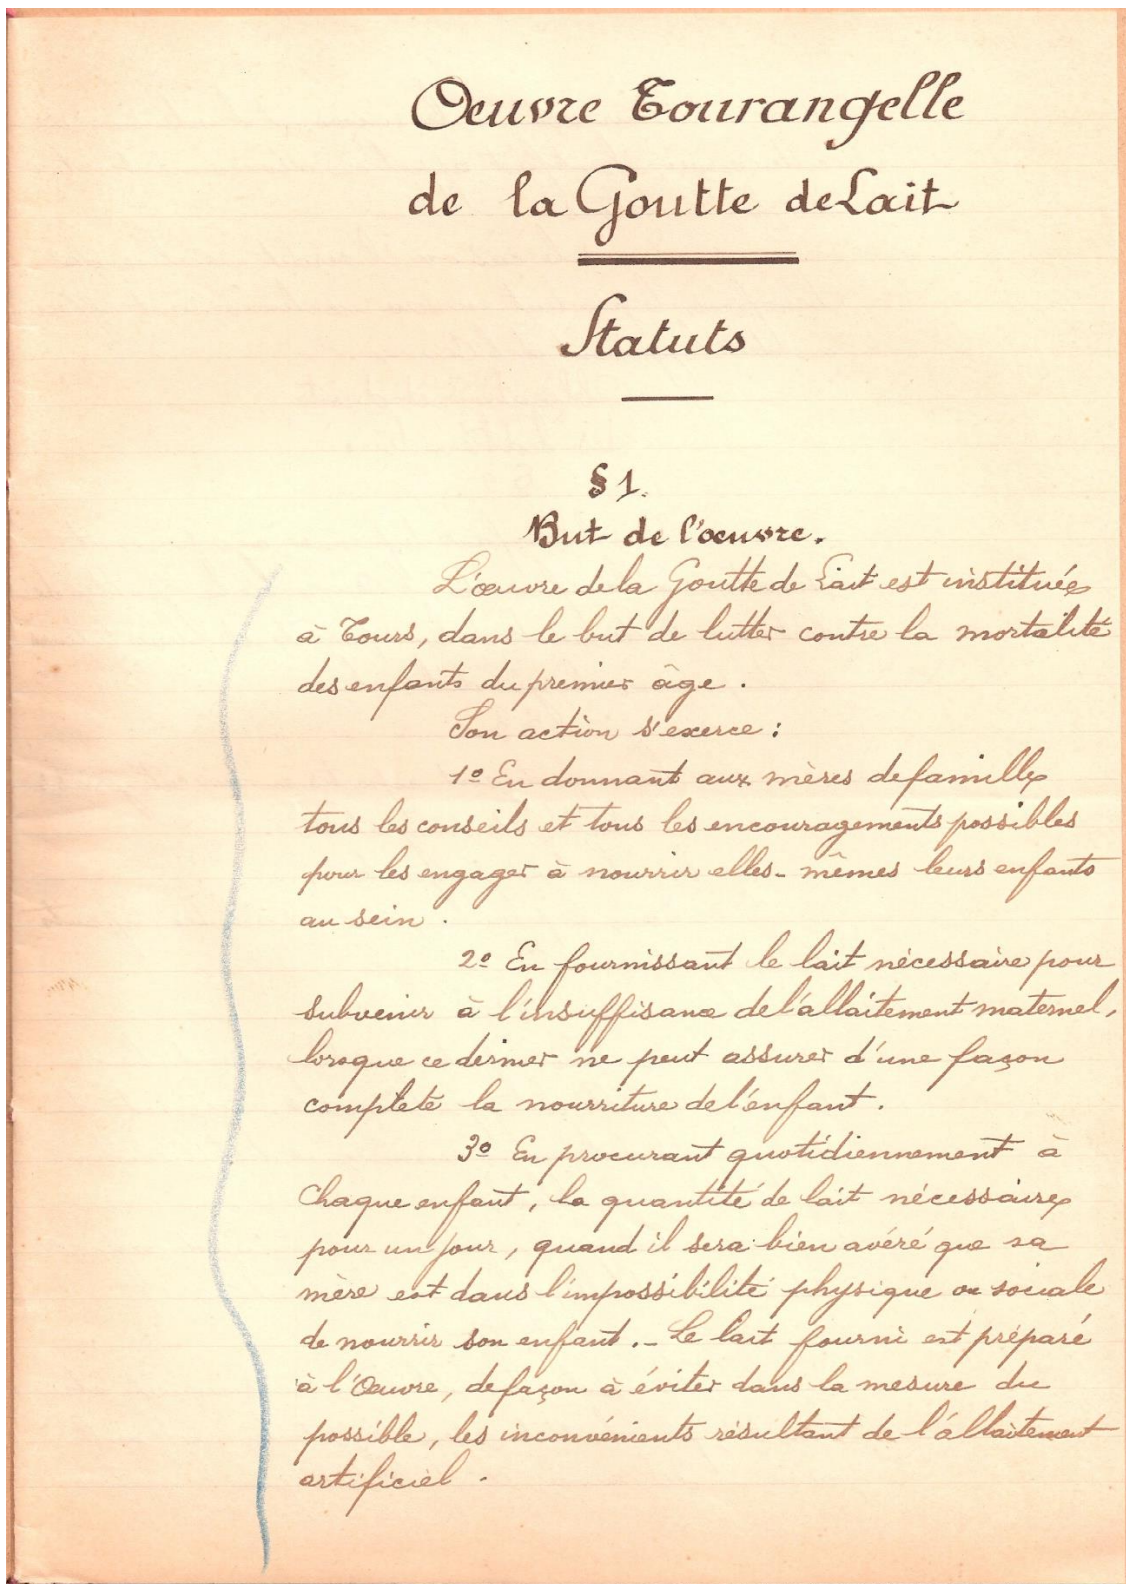 Oeuvre Tourangelle
de la Goutte de Lait
Statuts
§ 1.
But de l'œuvre.
L'œuvre de la Goutte de Lait est instituée
à Tours, dans le but de lutter contre la mortalité
des enfants du premier âge.
Son action s'exerce :
1º En donnant aux mères de famille
tous les conseils et tous les encouragements possibles
pour les engager à nourrir elles-mêmes leurs enfants
au sein.
2º En fournissant le lait nécessaire pour
subvenir à l'insuffisance de l'allaitement maternel,
lorsque ce dernier ne peut assurer d'une façon
complète la nourriture de l'enfant.
3º En procurant quotidiennement à
chaque enfant, la quantité de lait nécessaire
pour un jour, quand il sera bien avéré que sa
mère est dans l'impossibilité physique ou sociale
de nourrir son enfant. - Le lait fourni est préparé
à l'Œuvre, de façon à éviter dans la mesure du
possible, les inconvénients résultant de l'allaitement
artificiel.